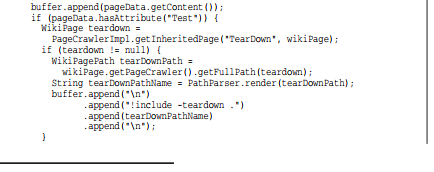 buffer.append(pageData.getContent());
if (pageData.hasAttribute("Test")) {
WikiPage teardown =
PageCrawlerImpl.getInheritedPage("TearDown", wikiPage);
if (teardown != null) {
WikiPagePath tearDownPath =
wikiPage.getPageCrawler().getFullPath(teardown);
String tearDownPathName = PathParser.render(tearDownPath);
buffer.append("\n")
.append("!include -teardown .")
.append(tearDownPathName)
.append("\n");
}